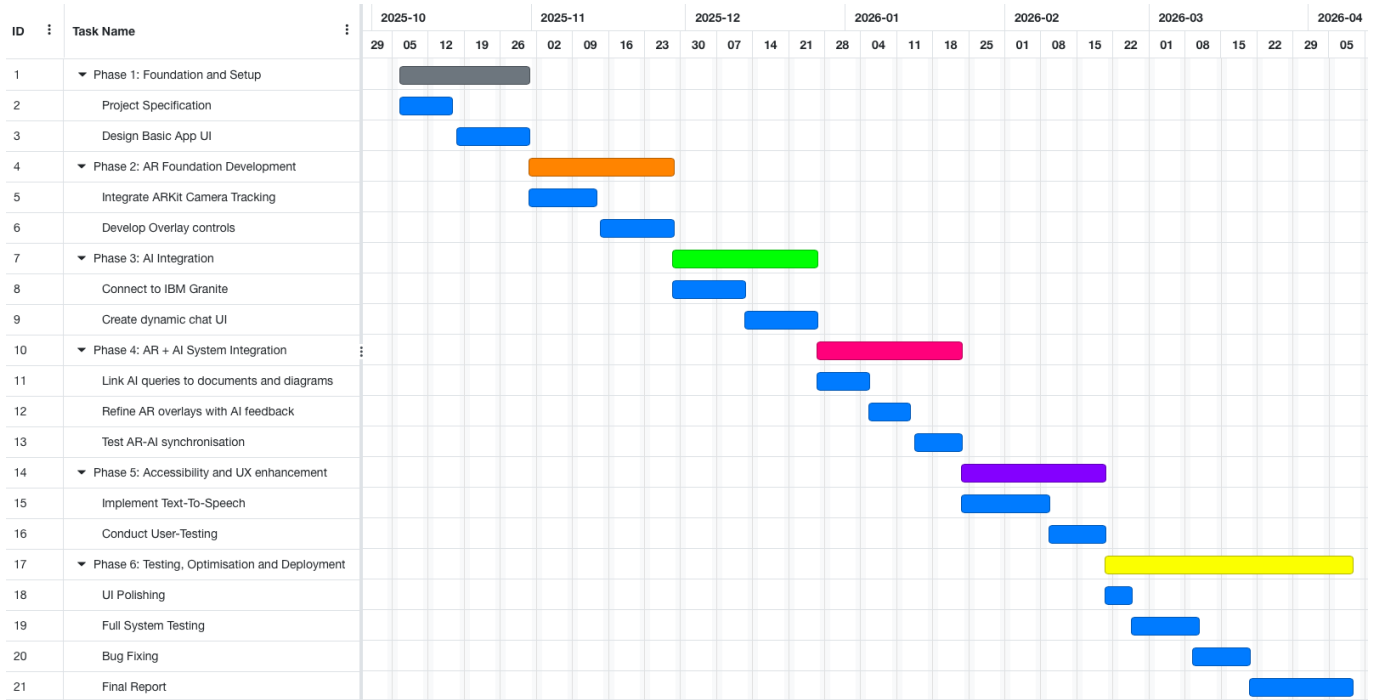 2025-10 2025-11 2025-12 2026-01 2026-02 2026-03 2026-04
ID Task Name
29 05 12 19 26 02 09 16 23 30 07 14 21 28 04 11 18 25 01 08 15 22 01 08 15 22 29 05
1 Phase 1: Foundation and Setup
2 Project Specification
3 Design Basic App UI
4 Phase 2: AR Foundation Development
5 Integrate ARKit Camera Tracking
6 Develop Overlay controls
7 Phase 3: AI Integration
8 Connect to IBM Granite
9 Create dynamic chat UI
10 Phase 4: AR + AI System Integration
11 Link AI queries to documents and diagrams
12 Refine AR overlays with AI feedback
13 Test AR-AI synchronisation
14 Phase 5: Accessibility and UX enhancement
15 Implement Text-To-Speech
16 Conduct User-Testing
17 Phase 6: Testing, Optimisation and Deployment
18 UI Polishing
19 Full System Testing
20 Bug Fixing
21 Final Report